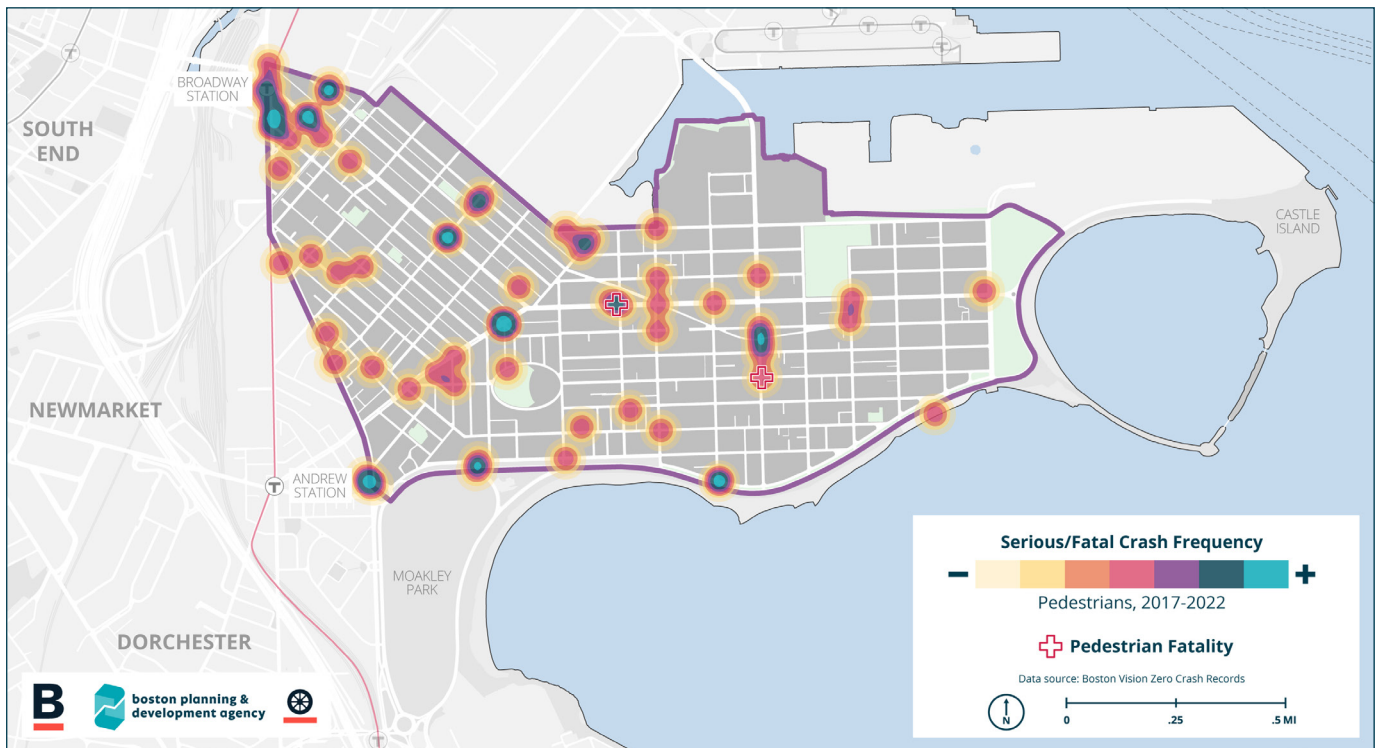 BROADWAY
STATION
SOUTH
END
CASTLE
ISLAND
NEWMARKET
ANDREW
STATION
MOAKLEY
PARK
DORCHESTER
T
T
T
T
T
T
T
T
B
boston planning &
development agency
Serious/Fatal Crash Frequency
− +
Pedestrians, 2017-2022
Pedestrian Fatality
Data source: Boston Vision Zero Crash Records
N
0 .25 .5 MI